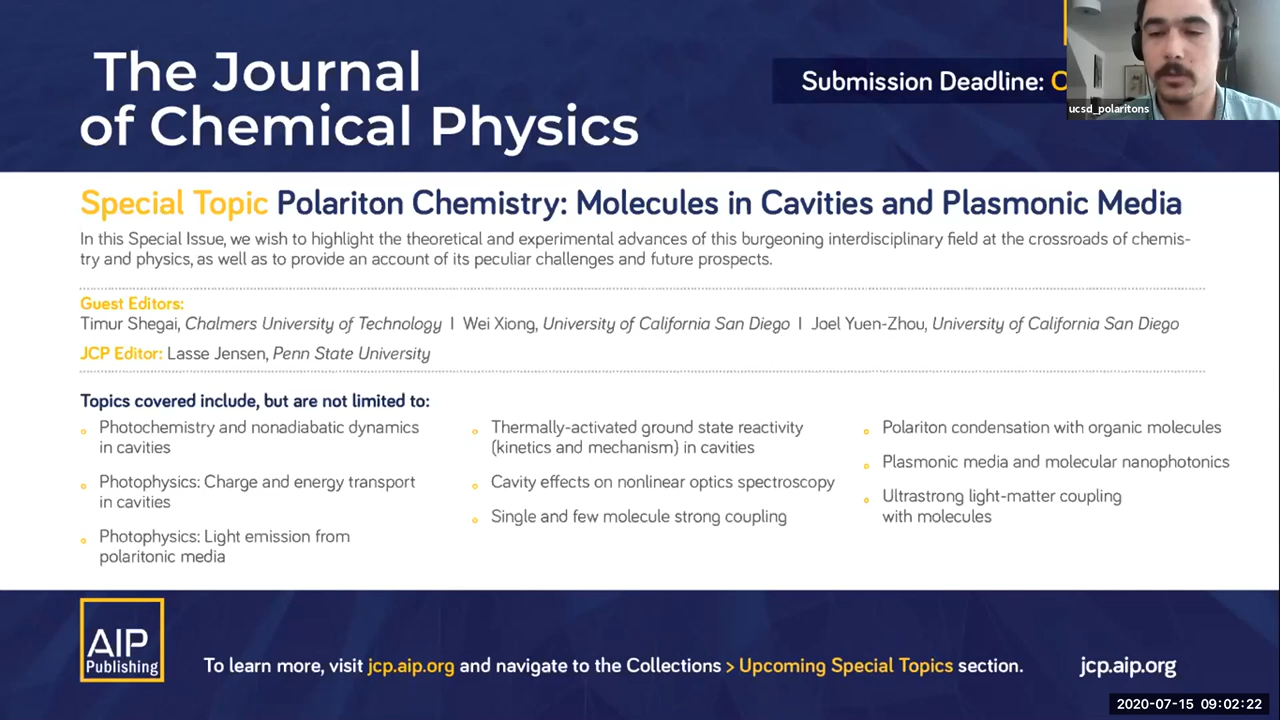 The Journal
of Chemical Physics
Submission Deadline:
ucsd_polaritons
Special Topic Polariton Chemistry: Molecules in Cavities and Plasmonic Media
In this Special Issue, we wish to highlight the theoretical and experimental advances of this burgeoning interdisciplinary field at the crossroads of chemis-
try and physics, as well as to provide an account of its peculiar challenges and future prospects.
Guest Editors:
Timur Shegai, Chalmers University of Technology I Wei Xiong, University of California San Diego I Joel Yuen-Zhou, University of California San Diego
JCP Editor: Lasse Jensen, Penn State University
Topics covered include, but are not limited to:
Photochemistry and nonadiabatic dynamics
in cavities
Photophysics: Charge and energy transport
in cavities
Photophysics: Light emission from
polaritonic media
Thermally-activated ground state reactivity
(kinetics and mechanism) in cavities
Cavity effects on nonlinear optics spectroscopy
Single and few molecule strong coupling
Polariton condensation with organic molecules
Plasmonic media and molecular nanophotonics
Ultrastrong light-matter coupling
with molecules
AIP
Publishing
To learn more, visit jcp.aip.org and navigate to the Collections > Upcoming Special Topics section.
jcp.aip.org
2020-07-15 09:02:22